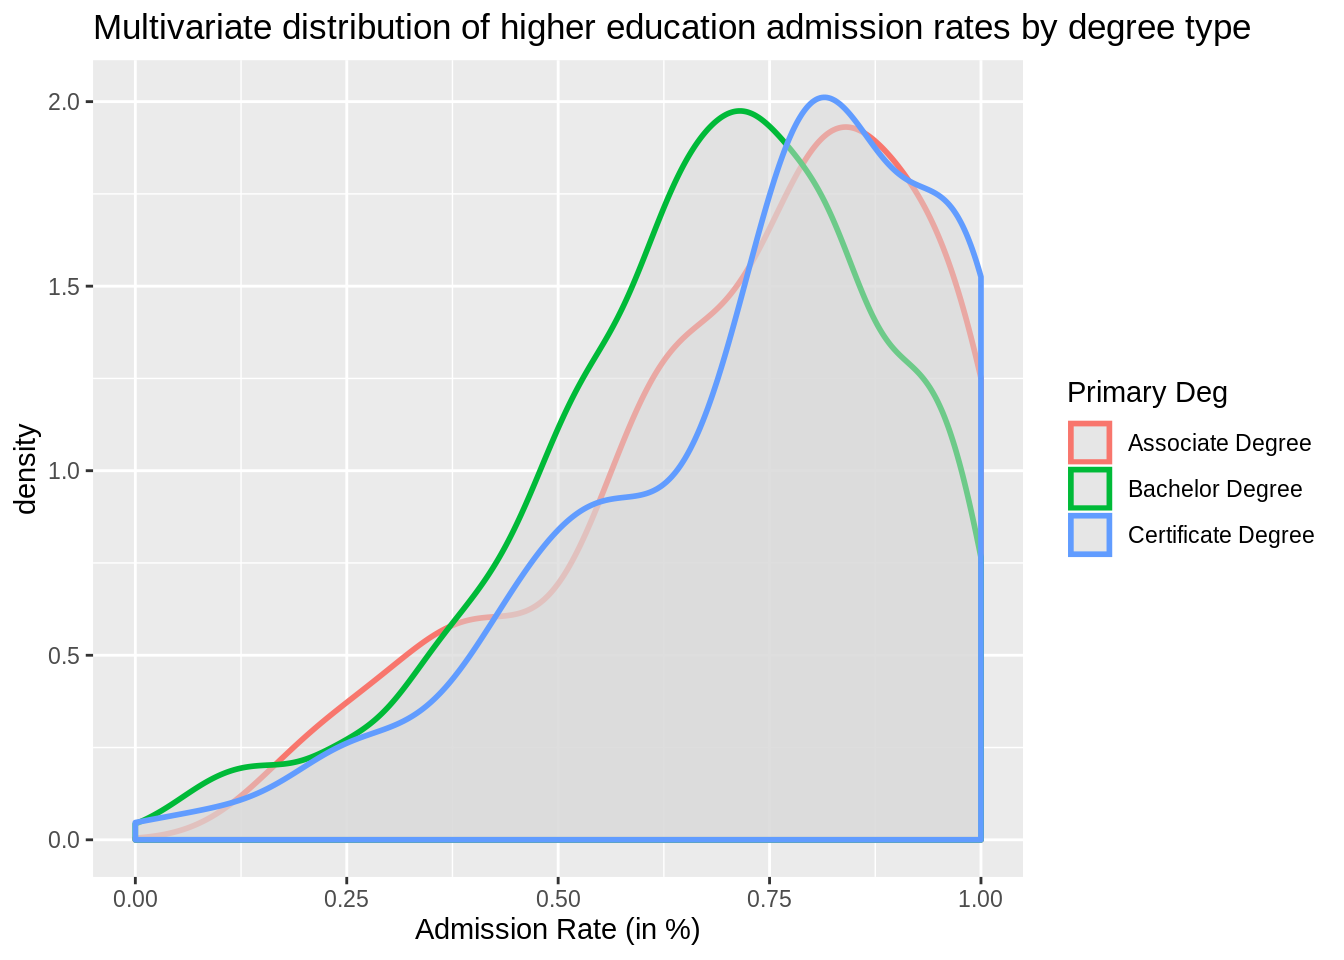 Multivariate distribution of higher education admission rates by degree type
2.0
1.5
1.0
0.5
0.0
density
0.00 0.25 0.50 0.75 1.00
Admission Rate (in %)
Primary Deg
Associate Degree
Bachelor Degree
Certificate Degree